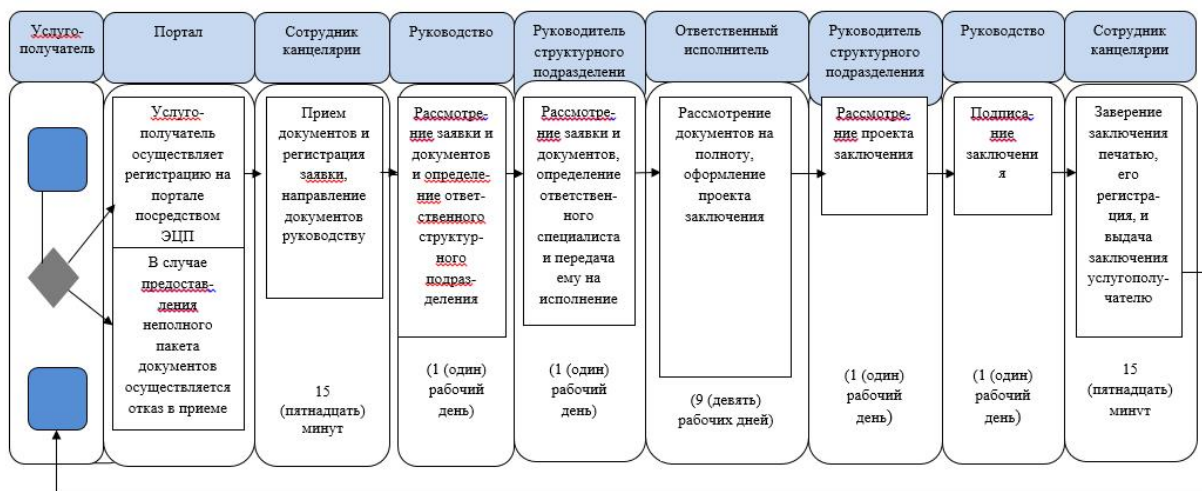 Услуго-
получатель
Портал
Сотрудник
канцелярии
Руководство
Руководитель
структурного
подразделени
Ответственный
исполнитель
Руководитель
структурного
подразделения
Руководство
Сотрудник
канцелярии
Услуго-
получатель
осуществляет
регистрацию на
портале
посредством
ЭЦП
В случае
предостав-
ления
неполного
пакета
документов
осуществляется
отказ в приеме
Прием
документов и
регистрация
заявки,
направление
документов
руководству
15
(пятнадцать)
минут
Рассмотре-
ние заявки и
документов
и определе-
ние ответ-
ственного
структур-
ного
подраз-
деления
(1 (один)
рабочий
день)
Рассмотре-
ние заявки и
документов,
определение
ответствен-
ного
специалиста
и передача
ему на
исполнение
(1 (один)
рабочий
день)
Рассмотрение
документов на
полноту,
оформление
проекта
заключения
(9 (девять)
рабочих дней)
Рассмотре-
ние проекта
заключения
(1 (один)
рабочий
день)
Подписа-
ние
заключени
я
(1 (один)
рабочий
день)
Заверение
заключения
печатью,
его
регистра-
ция, и
выдача
заключения
услугополу-
чателю
15
(пятнадцать)
минут